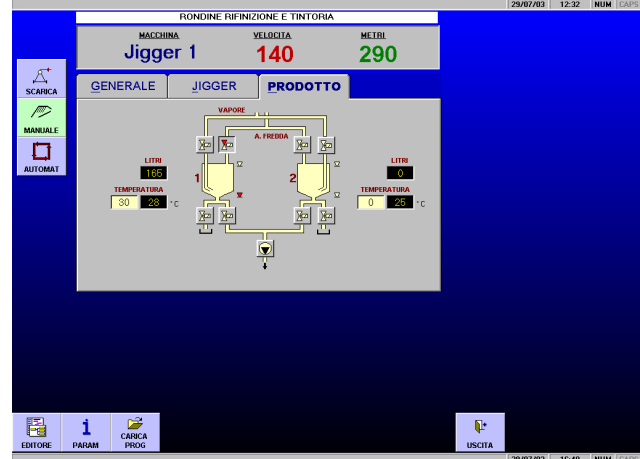 29/07/03 12:32 NUM CAPS
RONDINE RIFINIZIONE E TINTORIA
MACCHINA VELOCITA METRI
Jigger 1 140 290
SCARICA
MANUALE
AUTOMAT
GENERALE JIGGER PRODOTTO
VAPORE
A. FREDDA
LITRI
165
TEMPERATURA
30 28 °C
1
2
LITRI
0
TEMPERATURA
0 25 °C
EDITORE
i
PARAM
CARICA
PROG
USCITA
NUM CAPS